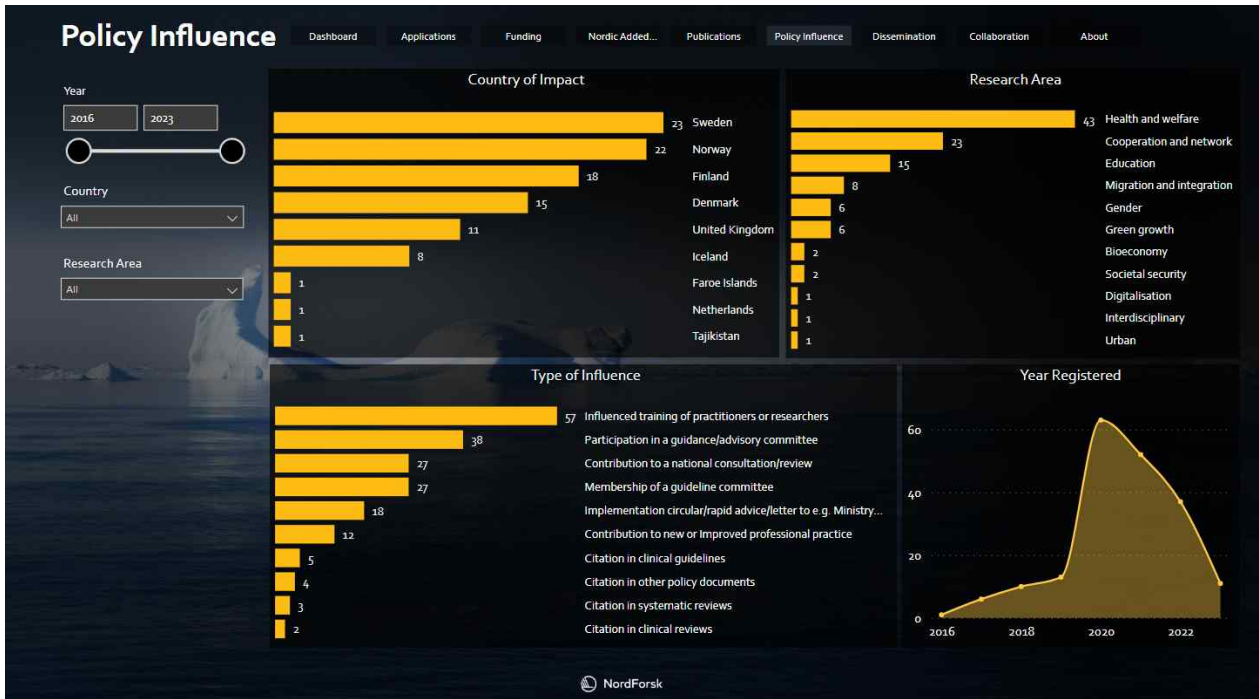 Policy Influence
Dashboard Applications Funding Nordic Added... Publications Policy Influence Dissemination Collaboration About
Year
2016 2023
Country
All
Research Area
All
Country of Impact
23 Sweden
22 Norway
18 Finland
15 Denmark
11 United Kingdom
8 Iceland
1 Faroe Islands
1 Netherlands
1 Tajikistan
Research Area
43 Health and welfare
23 Cooperation and network
15 Education
8 Migration and integration
6 Gender
6 Green growth
2 Bioeconomy
2 Societal security
1 Digitalisation
1 Interdisciplinary
1 Urban
Type of Influence
57 Influenced training of practitioners or researchers
38 Participation in a guidance/advisory committee
27 Contribution to a national consultation/review
27 Membership of a guideline committee
18 Implementation circular/rapid advice/letter to e.g. Ministry...
12 Contribution to new or Improved professional practice
5 Citation in clinical guidelines
4 Citation in other policy documents
3 Citation in systematic reviews
2 Citation in clinical reviews
Year Registered
60
40
20
0
2016 2018 2020 2022
NordForsk